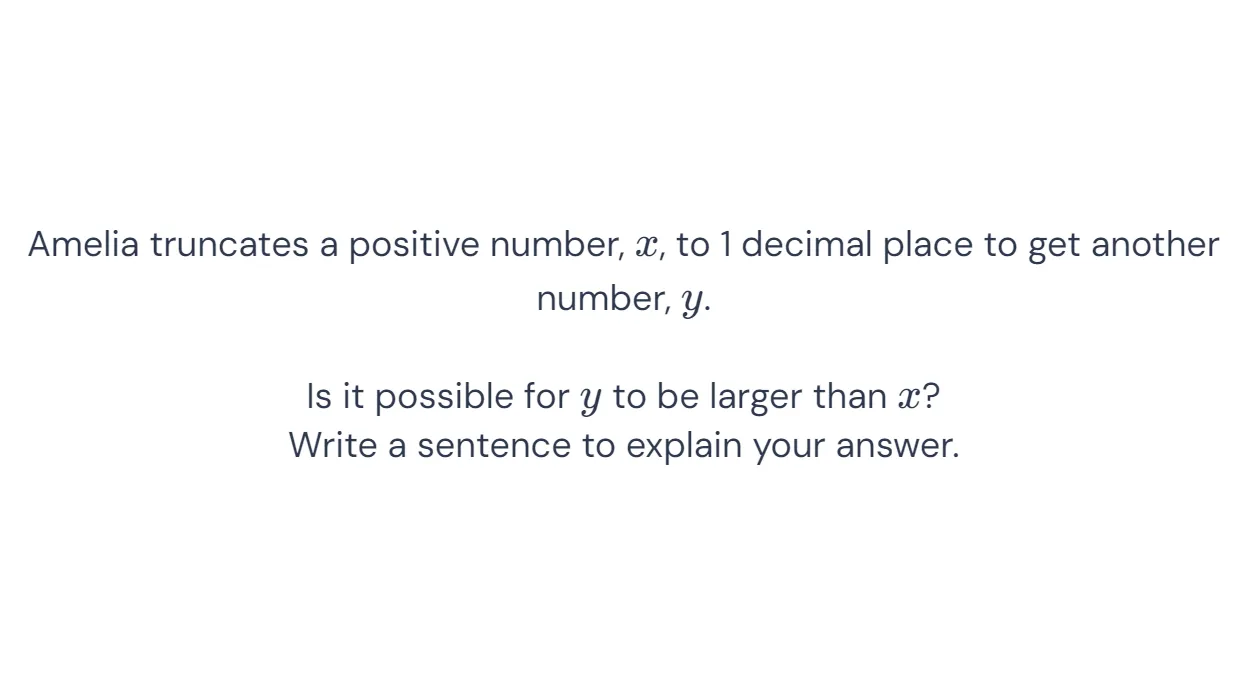 Amelia truncates a positive number, x, to 1 decimal place to get another
number, y.
Is it possible for y to be larger than x?
Write a sentence to explain your answer.